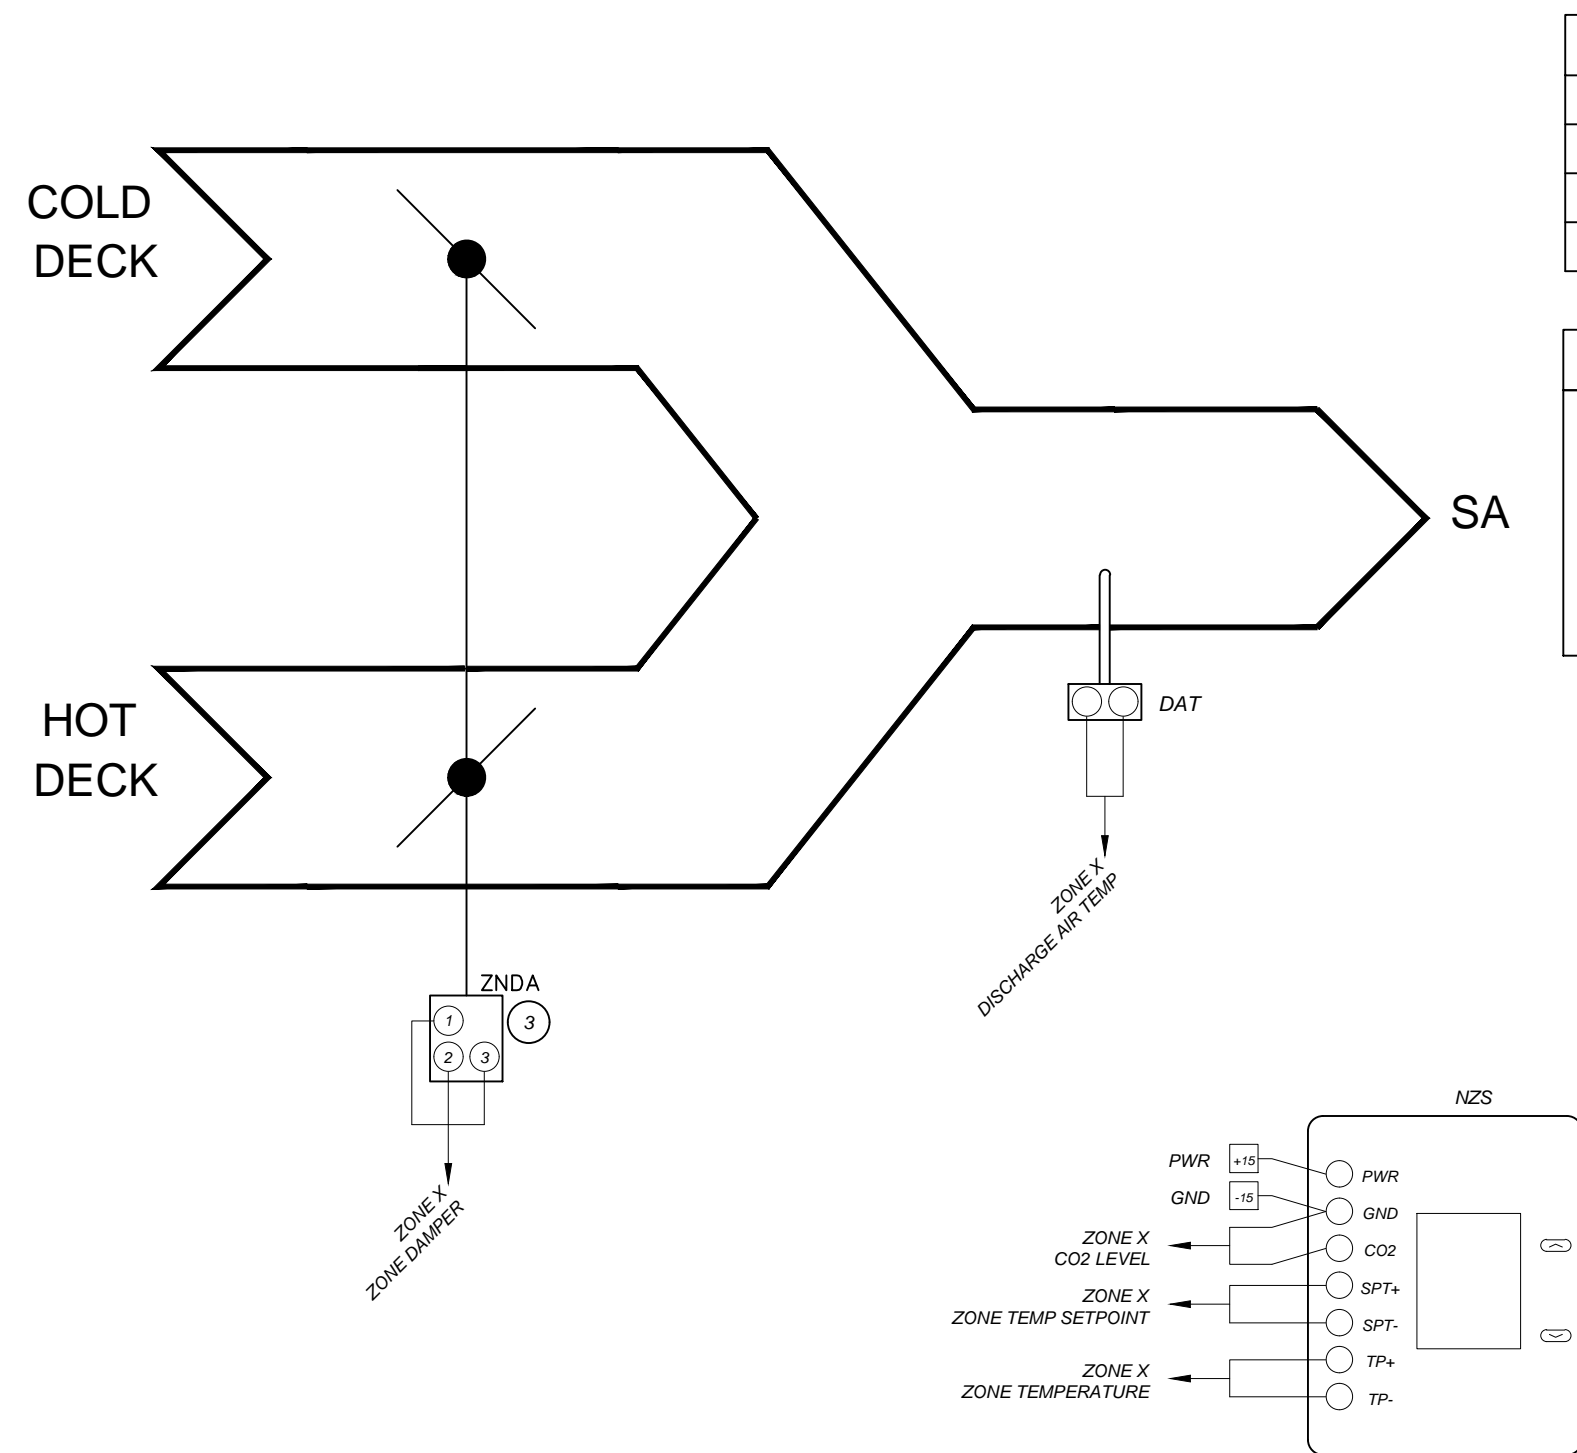 COLD
DECK
SA
HOT
DECK
DAT
ZONE X
DISCHARGE AIR TEMP
ZNDA
1
3
2
3
ZONE X
ZONE DAMPER
NZS
PWR
+15
PWR
GND
-15
GND
ZONE X
CO2 LEVEL
CO2
ZONE X
ZONE TEMP SETPOINT
SPT+
SPT-
ZONE X
ZONE TEMPERATURE
TP+
TP-